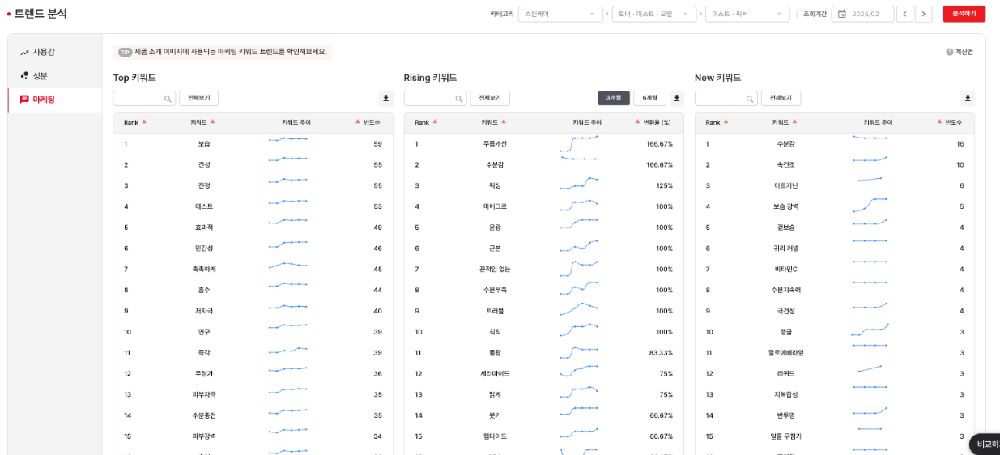 트렌드 분석
카테고리 스킨케어 > 토너 · 미스트 · 오일 > 미스트 · 픽서 조회기간 2025/02 < > 분석하기
사용감
성분
마케팅
TIP 제품 소개 이미지에 사용되는 마케팅 키워드 트렌드를 확인해보세요.
? 계산법
Top 키워드
전체보기
Rank 키워드 키워드 추이 빈도수
1 보습 59
2 건성 55
3 진정 55
4 테스트 53
5 효과적 49
6 민감성 46
7 촉촉하게 45
8 흡수 44
9 저자극 40
10 연구 39
11 즉각 39
12 무첨가 36
13 피부자극 35
14 수분충전 35
15 피부장벽 34
Rising 키워드
전체보기 3개월 6개월
Rank 키워드 키워드 추이 변화율 (%)
1 주름개선 166.67%
2 수분감 166.67%
3 픽싱 125%
4 마이크로 100%
5 윤광 100%
6 근본 100%
7 끈적임 없는 100%
8 수분부족 100%
9 트러블 100%
10 칙칙 100%
11 물광 83.33%
12 세라마이드 75%
13 맑게 75%
14 붓기 66.67%
15 펩타이드 66.67%
New 키워드
전체보기
Rank 키워드 키워드 추이 빈도수
1 수분감 16
2 속건조 10
3 아르기닌 6
4 보습 장벽 5
5 겉보습 4
6 귀리 커넬 4
7 비타민C 4
8 수분지속력 4
9 극건성 4
10 탱글 3
11 알로에베라잎 3
12 리퀴드 3
13 지복합성 3
14 반투명 3
15 알콜 무첨가 3
비교하